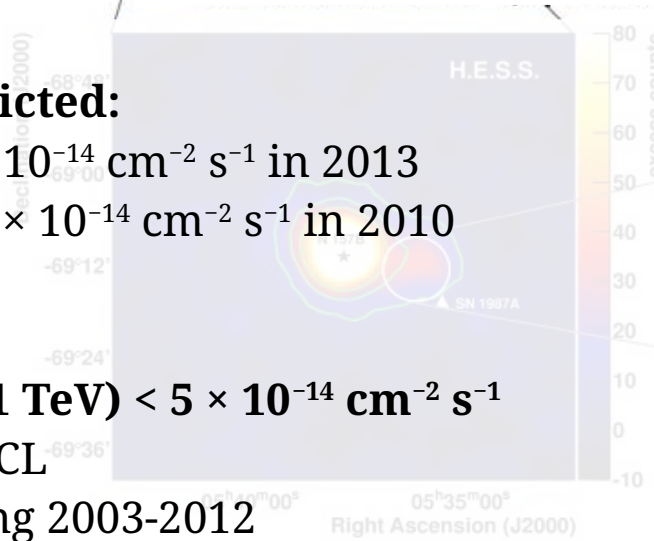 H.E.S.S.
80
70
60
50
40
30
20
10
0
-10
-68°48'
icted:
10⁻¹⁴ cm⁻² s⁻¹ in 2013
-69°00'
× 10⁻¹⁴ cm⁻² s⁻¹ in 2010
N 157B
-69°12'
SN 1987A
-69°24'
TeV) < 5 × 10⁻¹⁴ cm⁻² s⁻¹
CL
-69°36'
ng 2003-2012
05ʰ40ᵐ00ˢ 05ʰ35ᵐ00ˢ
Right Ascension (J2000)
excess counts